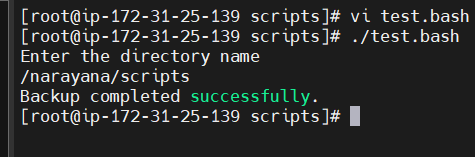 [root@ip-172-31-25-139 scripts]# vi test.bash
[root@ip-172-31-25-139 scripts]# ./test.bash
Enter the directory name
/narayana/scripts
Backup completed successfully.
[root@ip-172-31-25-139 scripts]#